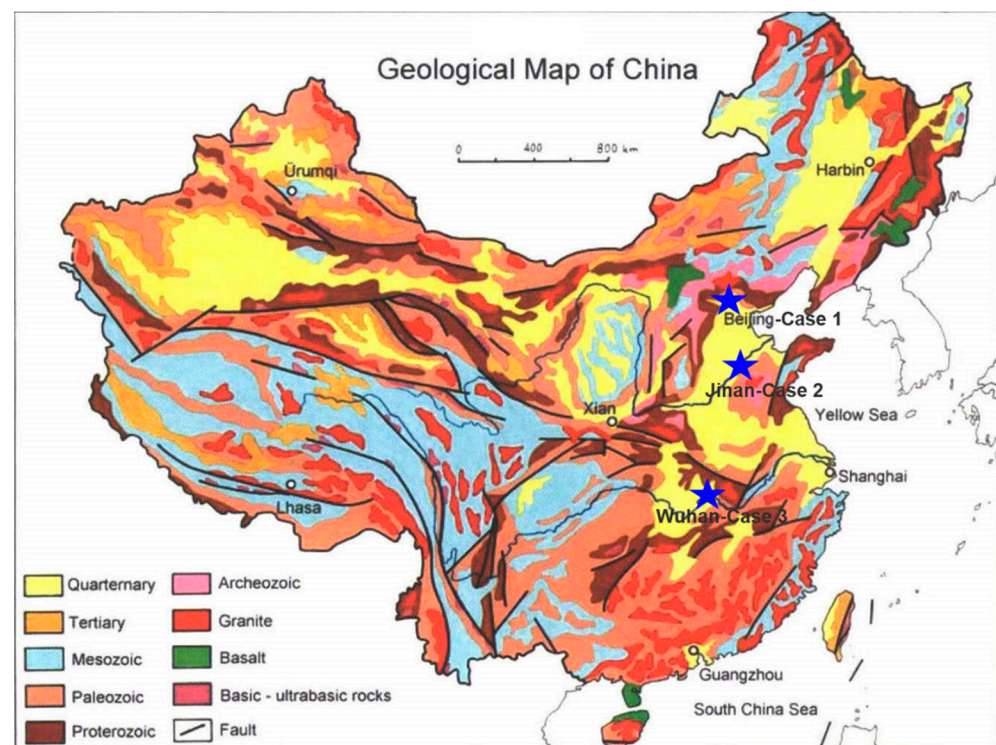 Geological Map of China
0 400 800 km
Ürumqi
Harbin
Beijing-Case 1
Jinan-Case 2
Xian
Yellow Sea
Shanghai
Lhasa
Wuhan-Case 3
Quarternary
Archeozoic
Tertiary
Granite
Mesozoic
Basalt
Paleozoic
Basic - ultrabasic rocks
Proterozoic
Fault
Guangzhou
South China Sea